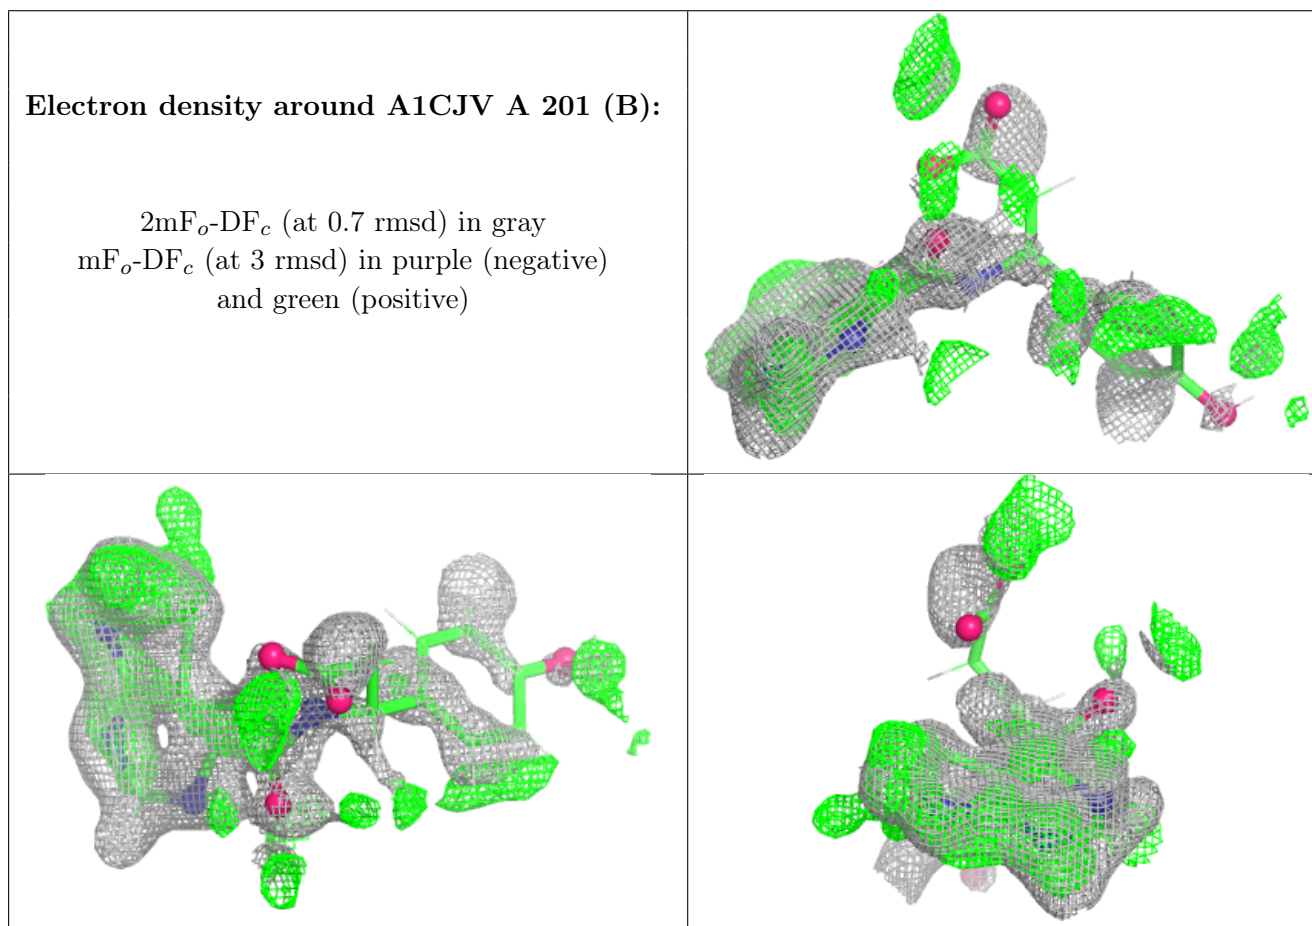 Electron density around A1CJV A 201 (B):
2mFo-DFc (at 0.7 rmsd) in gray
mFo-DFc (at 3 rmsd) in purple (negative)
and green (positive)